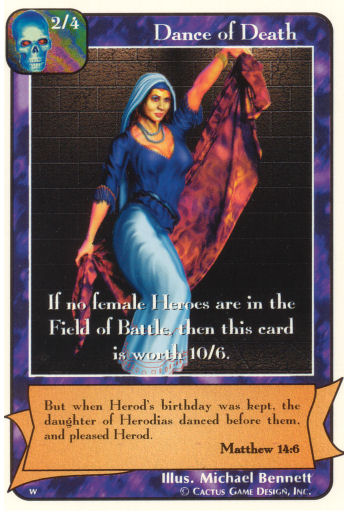 2/4
Dance of Death
If no female Heroes are in the
Field of Battle, then this card
is worth 10/6.
But when Herod's birthday was kept, the
daughter of Herodias danced before them,
and pleased Herod.
Matthew 14:6
Illus. Michael Bennett
W
© CACTUS GAME DESIGN, INC.